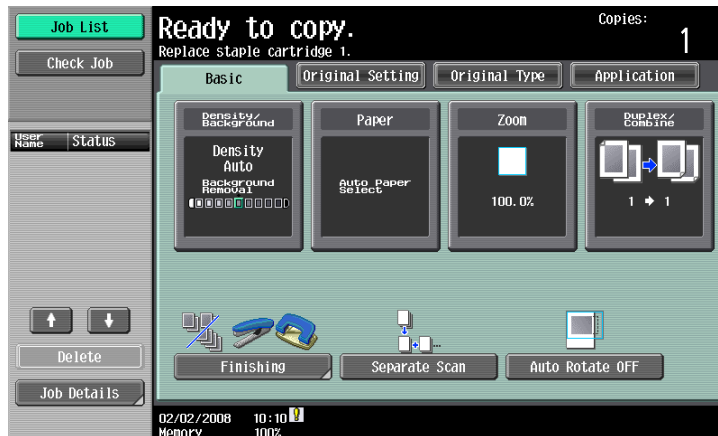 Job List
Check Job
User Name
Status
Delete
Job Details
Ready to copy.
Replace staple cartridge 1.
Copies:
1
Basic
Original Setting
Original Type
Application
Density/
Background
Density
Auto
Background
Removal
Paper
Auto Paper
Select
Zoom
100.0%
Duplex/
Combine
1 → 1
Finishing
Separate Scan
Auto Rotate OFF
02/02/2008 10:10
Memory 100%